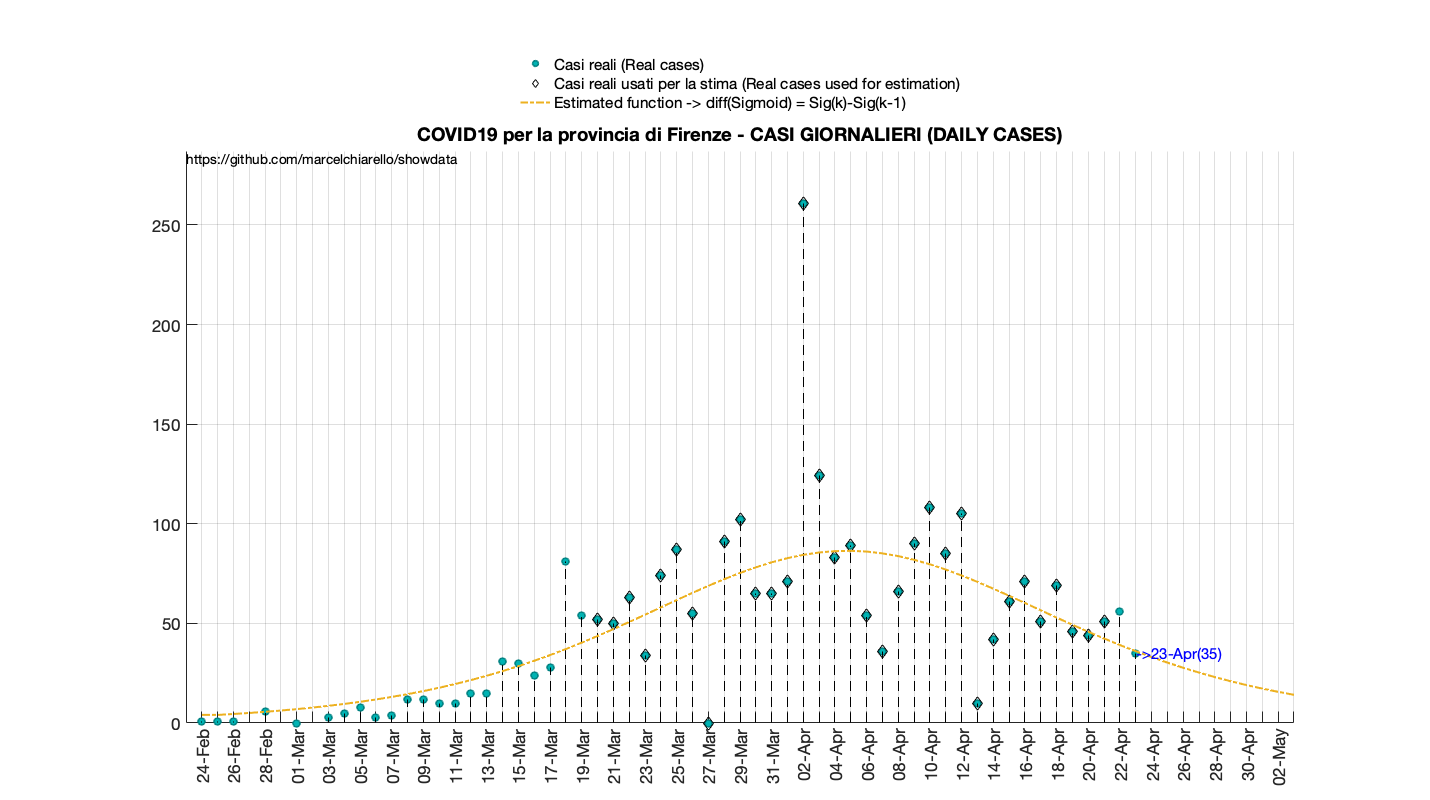 Casi reali (Real cases)
Casi reali usati per la stima (Real cases used for estimation)
Estimated function -> diff(Sigmoid) = Sig(k)-Sig(k-1)
COVID19 per la provincia di Firenze - CASI GIORNALIERI (DAILY CASES)
https://github.com/marcelchiarello/showdata
250
200
150
100
50
0
->23-Apr(35)
24-Feb
26-Feb
28-Feb
01-Mar
03-Mar
05-Mar
07-Mar
09-Mar
11-Mar
13-Mar
15-Mar
17-Mar
19-Mar
21-Mar
23-Mar
25-Mar
27-Mar
29-Mar
31-Mar
02-Apr
04-Apr
06-Apr
08-Apr
10-Apr
12-Apr
14-Apr
16-Apr
18-Apr
20-Apr
22-Apr
24-Apr
26-Apr
28-Apr
30-Apr
02-May